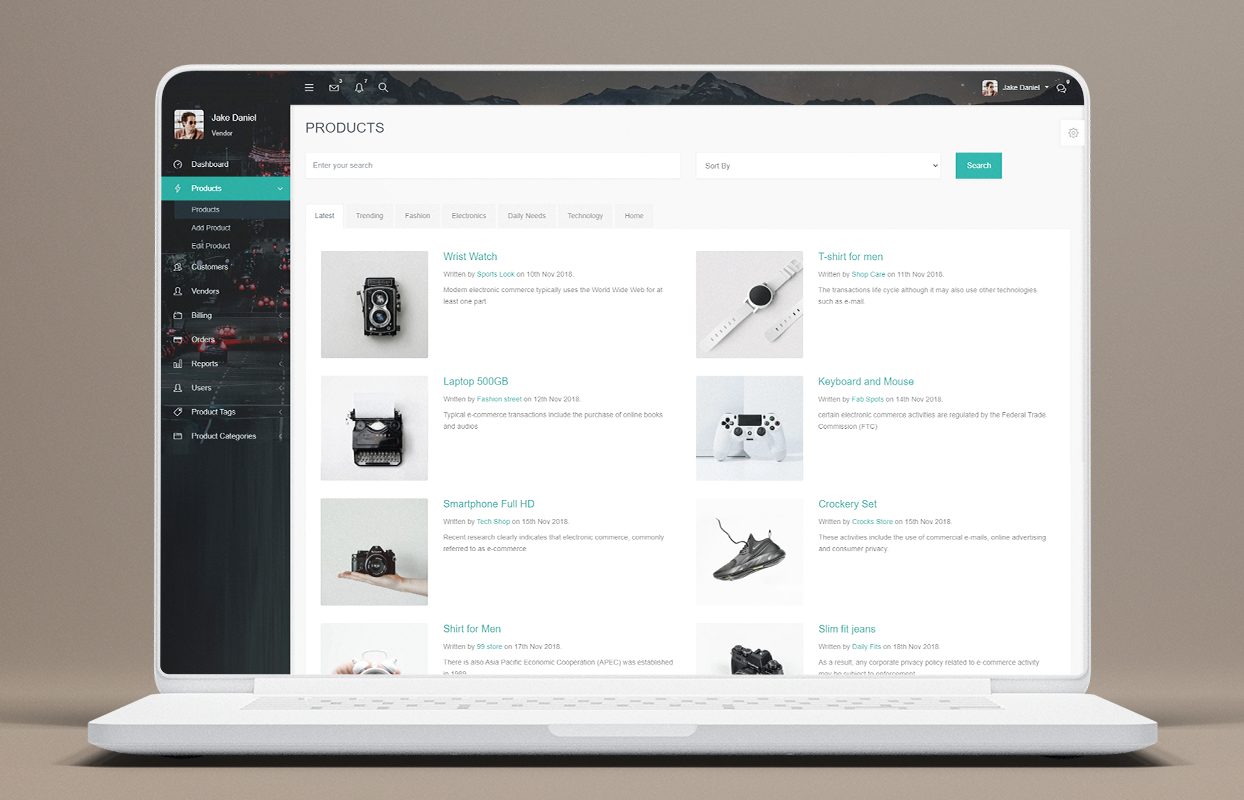 3
7
Jake Daniel
Jake Daniel
Vendor
Dashboard
Products
Products
Add Product
Edit Product
Customers
Vendors
Billing
Orders
Reports
Users
Product Tags
Product Categories
PRODUCTS
Enter your search
Sort By
Search
Latest
Trending
Fashion
Electronics
Daily Needs
Technology
Home
Wrist Watch
Written by Sports Look on 10th Nov 2018.
Modern electronic commerce typically uses the World Wide Web for at
least one part
T-shirt for men
Written by Shop Care on 11th Nov 2018.
The transactions life cycle although it may also use other technologies
such as e-mail.
Laptop 500GB
Written by Fashion street on 12th Nov 2018.
Typical e-commerce transactions include the purchase of online books
and audios
Keyboard and Mouse
Written by Fab Spots on 14th Nov 2018.
certain electronic commerce activities are regulated by the Federal Trade
Commission (FTC)
Smartphone Full HD
Written by Tech Shop on 15th Nov 2018.
Recent research clearly indicates that electronic commerce, commonly
referred to as e-commerce
Crockery Set
Written by Crocks Store on 15th Nov 2018.
These activities include the use of commercial e-mails, online advertising
and consumer privacy
Shirt for Men
Written by 99 store on 17th Nov 2018.
There is also Asia Pacific Economic Cooperation (APEC) was established
in 1989
Slim fit jeans
Written by Daily Fits on 18th Nov 2018.
As a result, any corporate privacy policy related to e-commerce activity
may be subject to enforcement